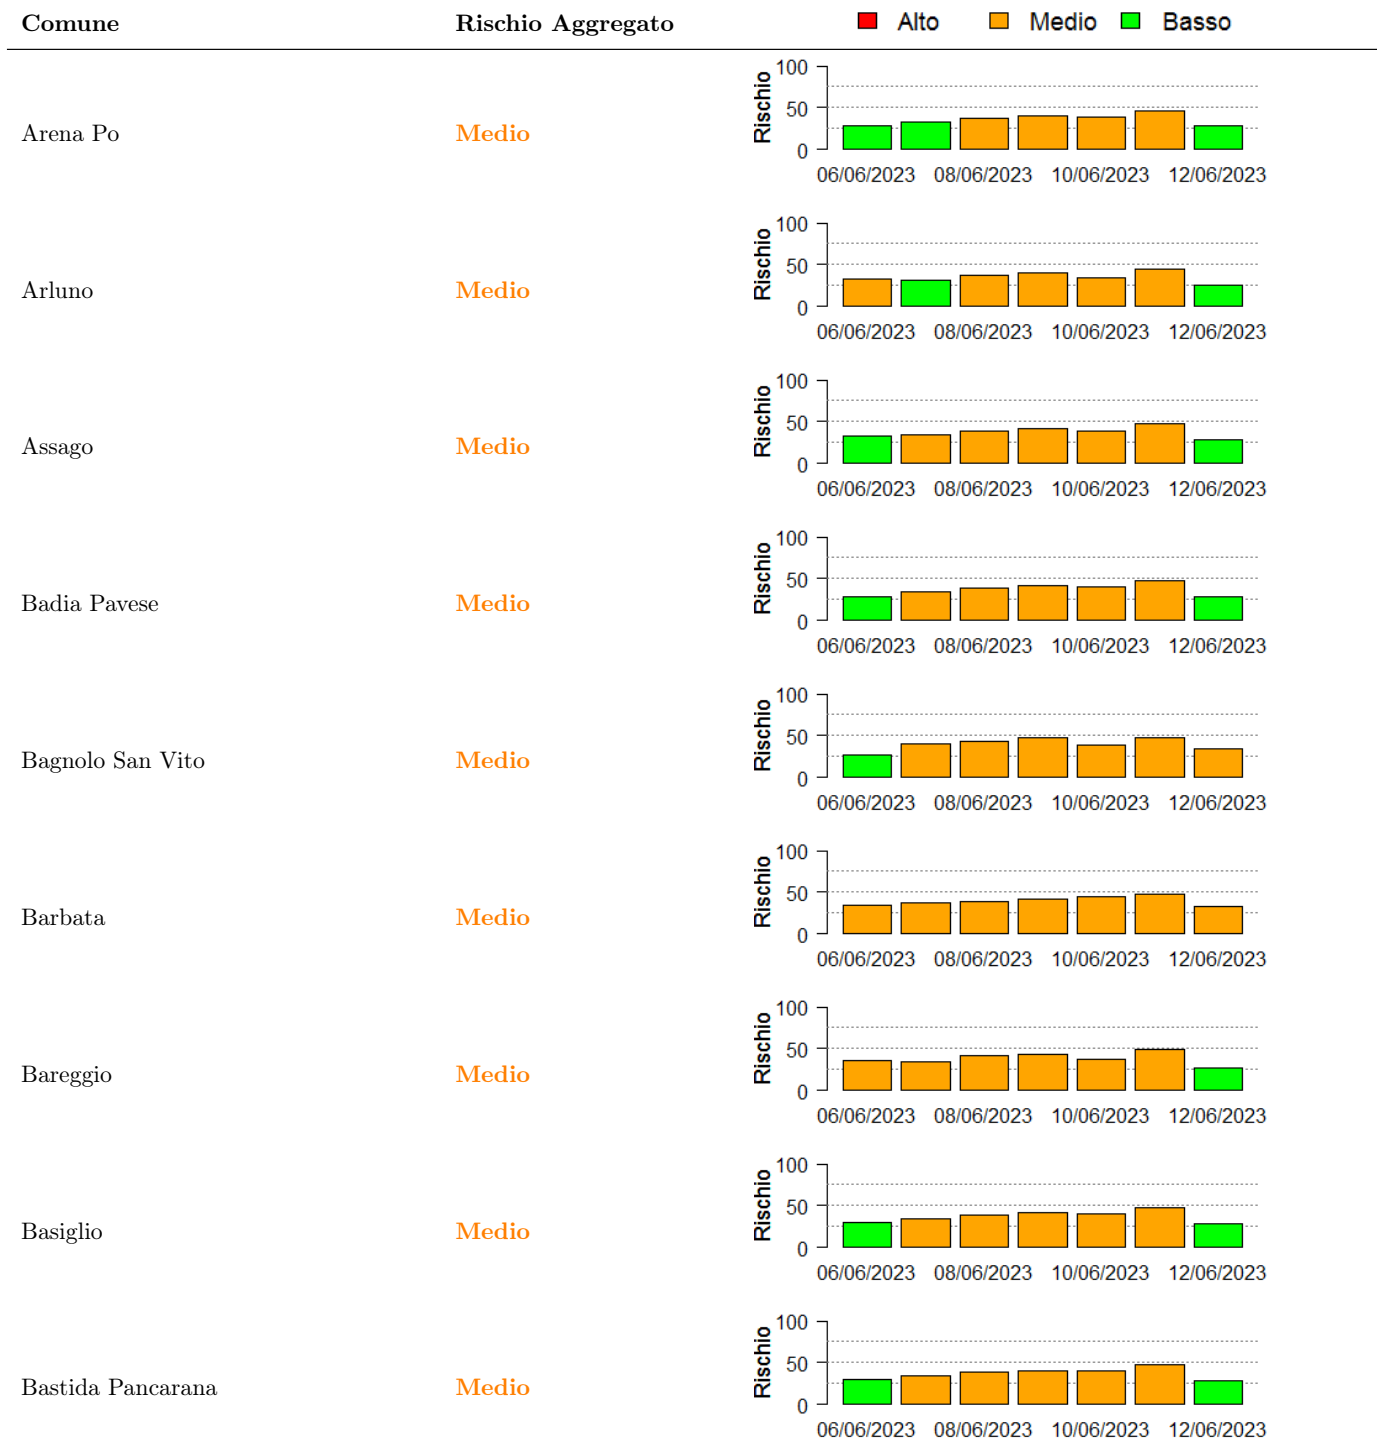 Comune Rischio Aggregato Alto Medio Basso
100
50
0
Rischio
Arena Po Medio
06/06/2023 08/06/2023 10/06/2023 12/06/2023
100
50
0
Rischio
Arluno Medio
06/06/2023 08/06/2023 10/06/2023 12/06/2023
100
50
0
Rischio
Assago Medio
06/06/2023 08/06/2023 10/06/2023 12/06/2023
100
50
0
Rischio
Badia Pavese Medio
06/06/2023 08/06/2023 10/06/2023 12/06/2023
100
50
0
Rischio
Bagnolo San Vito Medio
06/06/2023 08/06/2023 10/06/2023 12/06/2023
100
50
0
Rischio
Barbata Medio
06/06/2023 08/06/2023 10/06/2023 12/06/2023
100
50
0
Rischio
Bareggio Medio
06/06/2023 08/06/2023 10/06/2023 12/06/2023
100
50
0
Rischio
Basiglio Medio
06/06/2023 08/06/2023 10/06/2023 12/06/2023
100
50
0
Rischio
Bastida Pancarana Medio
06/06/2023 08/06/2023 10/06/2023 12/06/2023